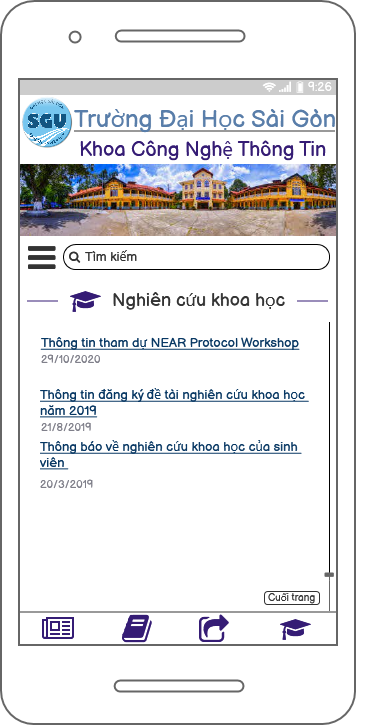 9:26
SGU
Trường Đại Học Sài Gòn
Khoa Công Nghệ Thông Tin
Tìm kiếm
Nghiên cứu khoa học
Thông tin tham dự NEAR Protocol Workshop
29/10/2020
Thông tin đăng ký đề tài nghiên cứu khoa học
năm 2019
21/8/2019
Thông báo về nghiên cứu khoa học của sinh
viên
20/3/2019
Cuối trang